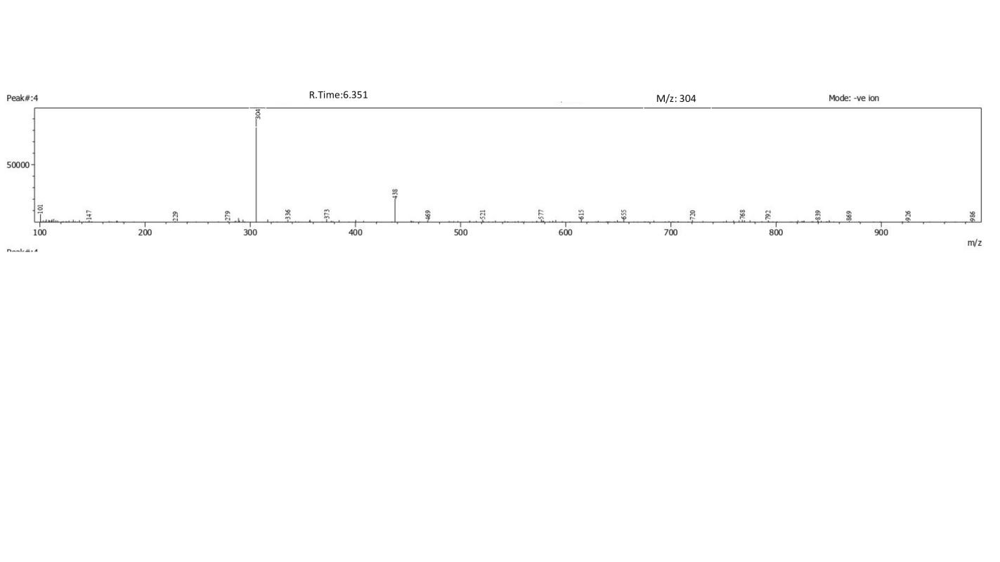 R.Time:6.351
Peak#:4 M/z: 304 Mode: -ve ion
304
50000
438
101 147 229 279 336 373 469 521 577 615 655 720 768 792 839 869 926 986
100 200 300 400 500 600 700 800 900
m/z
Peak#:4